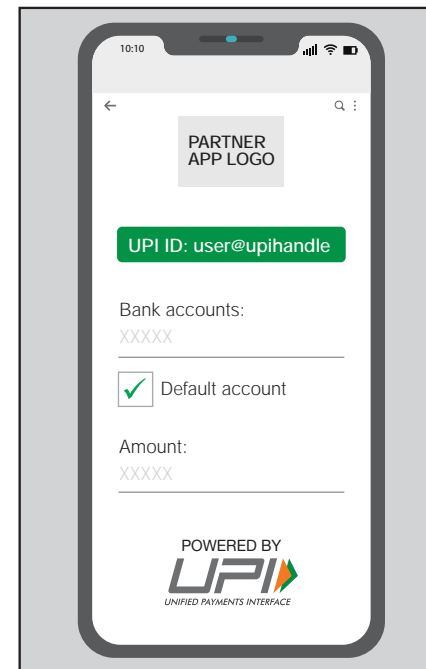 10:10
PARTNER
APP LOGO
UPI ID: user@upihandle
Bank accounts:
XXXXX
Default account
Amount:
XXXXX
POWERED BY
UPI
UNIFIED PAYMENTS INTERFACE